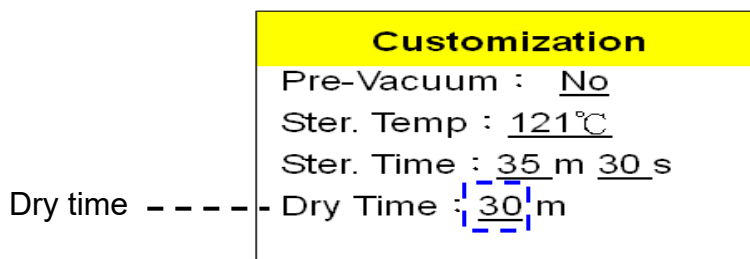 Customization
Pre-Vacuum : No
Ster. Temp : 121℃
Ster. Time : 35 m 30 s
Dry time
Dry Time : 30 m